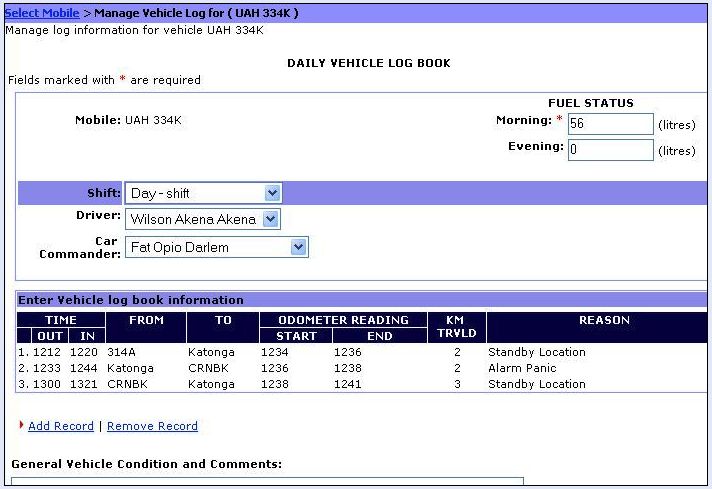 Select Mobile > Manage Vehicle Log for ( UAH 334K )
Manage log information for vehicle UAH 334K
DAILY VEHICLE LOG BOOK
Fields marked with * are required
FUEL STATUS
Mobile: UAH 334K Morning: * 56 (litres)
Evening: 0 (litres)
Shift: Day - shift
Driver: Wilson Akena Akena
Car
Commander: Fat Opio Darlem
Enter Vehicle log book information
TIME FROM TO ODOMETER READING KM TRVLD REASON
OUT IN START END
1. 1212 1220 314A Katonga 1234 1236 2 Standby Location
2. 1233 1244 Katonga CRNBK 1236 1238 2 Alarm Panic
3. 1300 1321 CRNBK Katonga 1238 1241 3 Standby Location
Add Record | Remove Record
General Vehicle Condition and Comments: